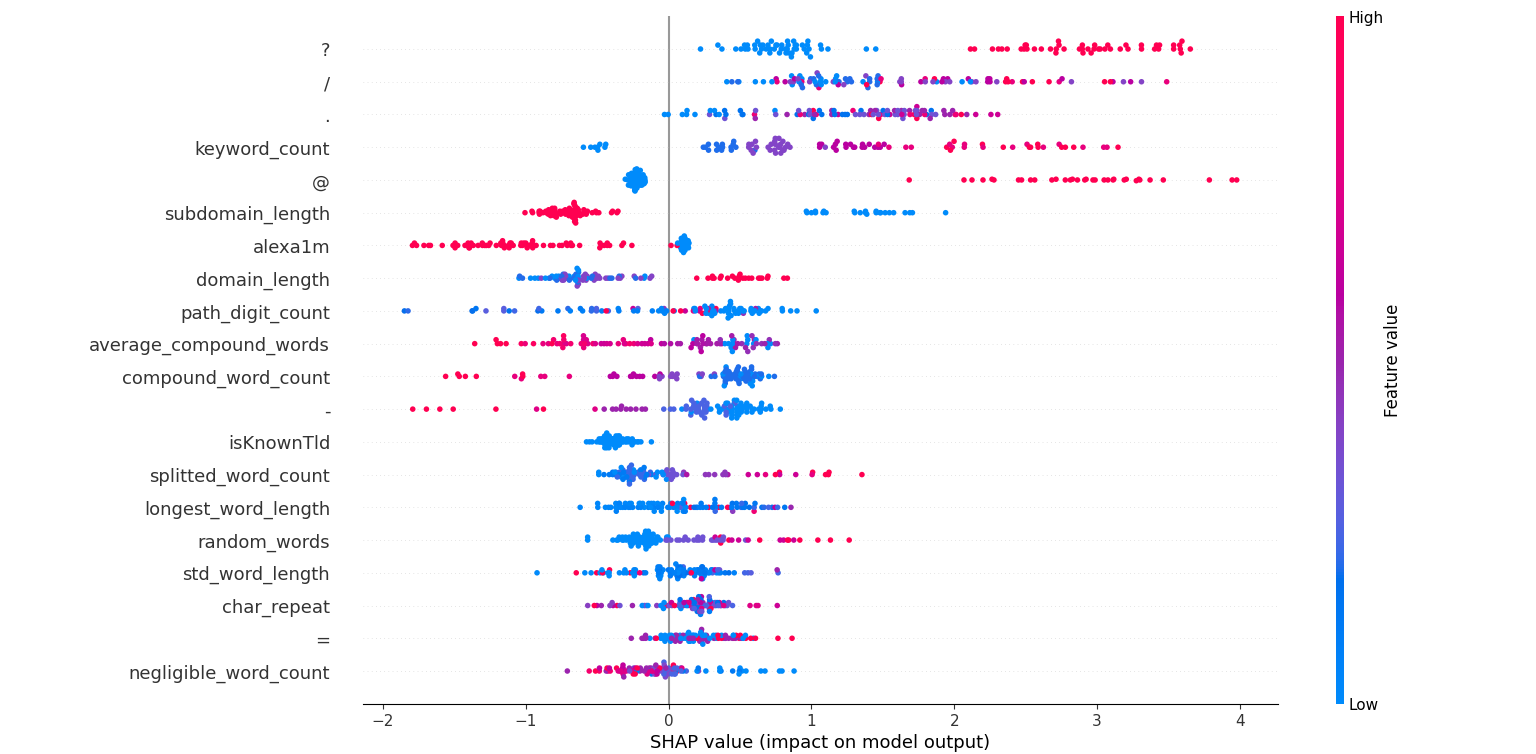 High
?
/
.
keyword_count
@
subdomain_length
alexa1m
domain_length
path_digit_count
average_compound_words
compound_word_count
-
isKnownTld
splitted_word_count
longest_word_length
random_words
std_word_length
char_repeat
=
negligible_word_count
Feature value
Low
−2 −1 0 1 2 3 4
SHAP value (impact on model output)